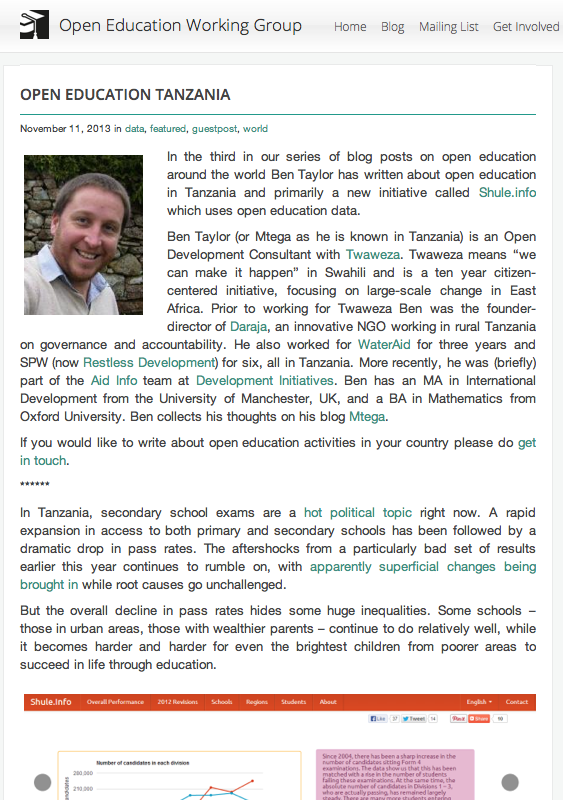 Open Education Working Group
Home Blog Mailing List Get Involved
OPEN EDUCATION TANZANIA
November 11, 2013 in data, featured, guestpost, world
In the third in our series of blog posts on open education
around the world Ben Taylor has written about open education
in Tanzania and primarily a new initiative called Shule.info
which uses open education data.
Ben Taylor (or Mtega as he is known in Tanzania) is an Open
Development Consultant with Twaweza. Twaweza means “we
can make it happen” in Swahili and is a ten year citizen-
centered initiative, focusing on large-scale change in East
Africa. Prior to working for Twaweza Ben was the founder-
director of Daraja, an innovative NGO working in rural Tanzania
on governance and accountability. He also worked for WaterAid for three years and
SPW (now Restless Development) for six, all in Tanzania. More recently, he was (briefly)
part of the Aid Info team at Development Initiatives. Ben has an MA in International
Development from the University of Manchester, UK, and a BA in Mathematics from
Oxford University. Ben collects his thoughts on his blog Mtega.
If you would like to write about open education activities in your country please do get
in touch.
******
In Tanzania, secondary school exams are a hot political topic right now. A rapid
expansion in access to both primary and secondary schools has been followed by a
dramatic drop in pass rates. The aftershocks from a particularly bad set of results
earlier this year continues to rumble on, with apparently superficial changes being
brought in while root causes go unchallenged.
But the overall decline in pass rates hides some huge inequalities. Some schools –
those in urban areas, those with wealthier parents – continue to do relatively well, while
it becomes harder and harder for even the brightest children from poorer areas to
succeed in life through education.
Shule.info Overall Performance 2012 Revisions Schools Regions Students About English Contact
Like 37 Tweet 14 Pin it Share 10
Number of candidates in each division
280,000
210,000
candidates
Since 2004, there has been a sharp increase in the
number of candidates sitting Form 4
examinations. The data show us that this has been
matched with a rise in the number of students
failing these examinations. At the same time, the
absolute number of candidates in Divisions 1 – 3,
who are actually passing, has remained largely
steady. There are many more students entering